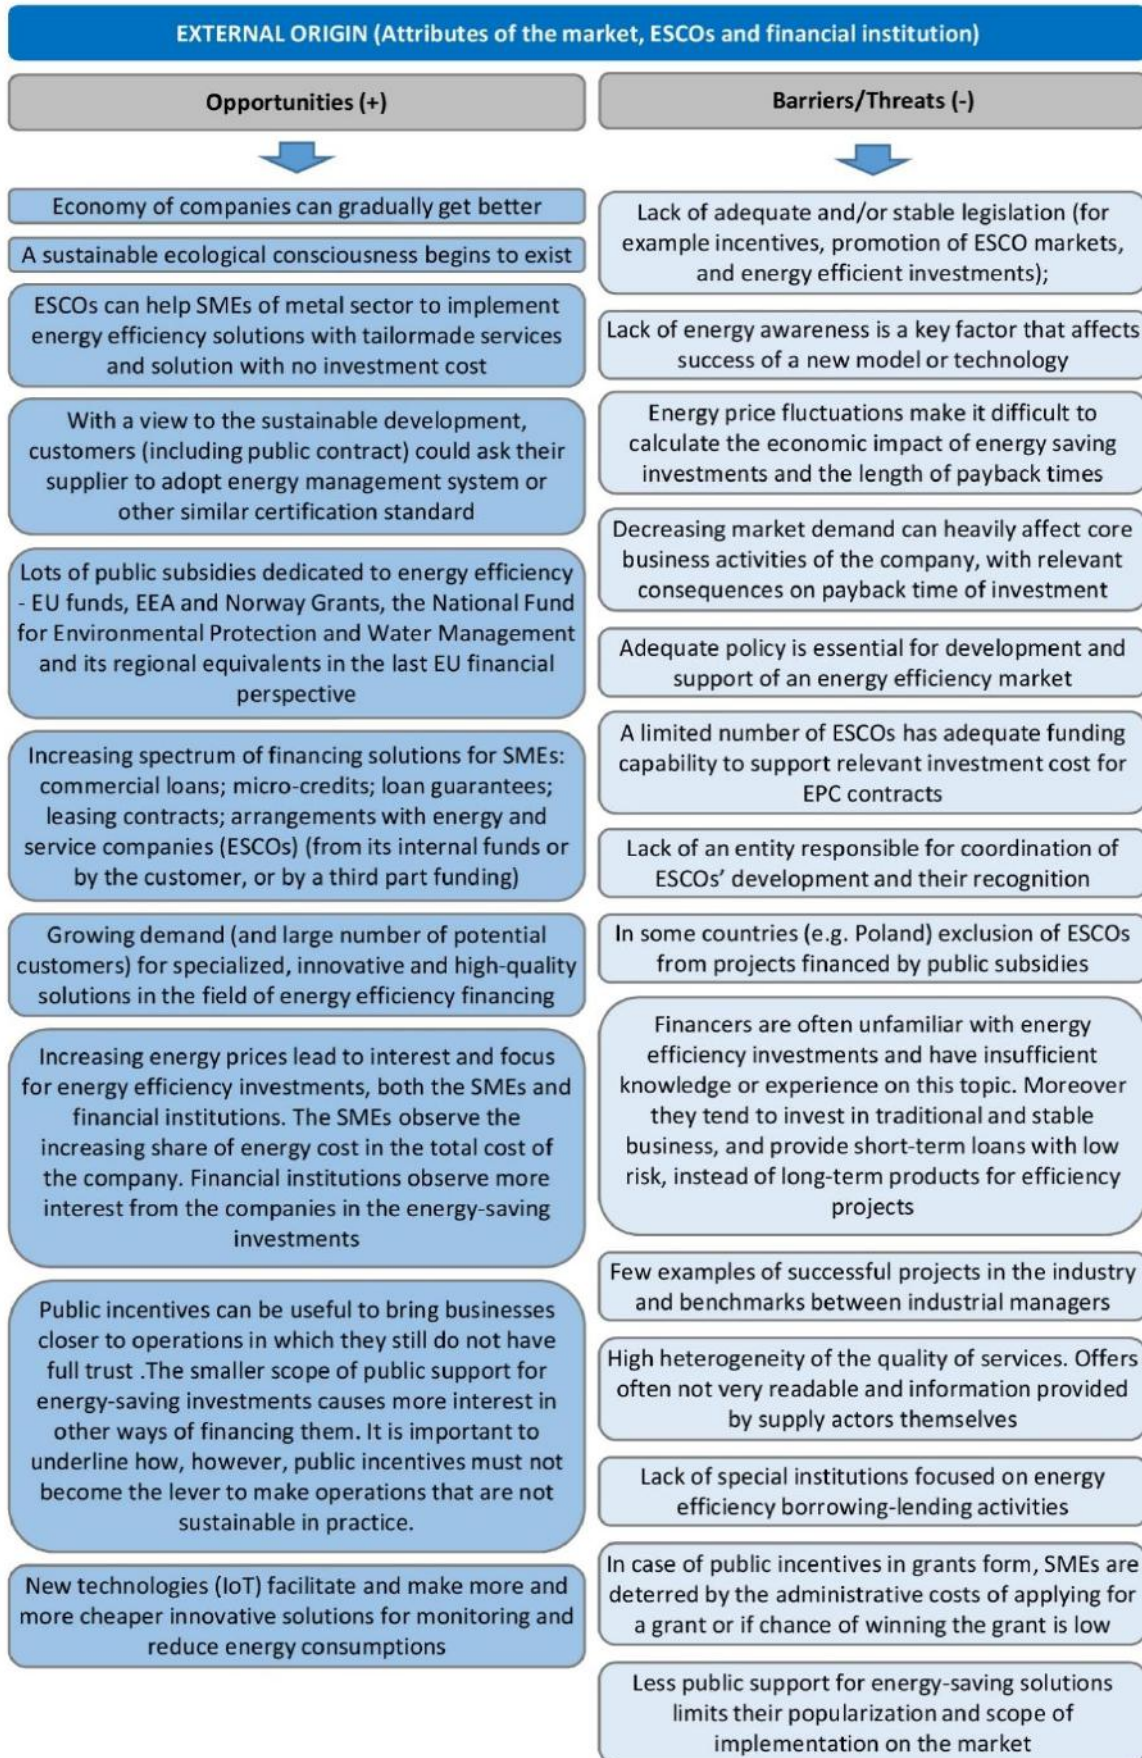 EXTERNAL ORIGIN (Attributes of the market, ESCOs and financial institution)
Opportunities (+)
Economy of companies can gradually get better
A sustainable ecological consciousness begins to exist
ESCOs can help SMEs of metal sector to implement
energy efficiency solutions with tailormade services
and solution with no investment cost
With a view to the sustainable development,
customers (including public contract) could ask their
supplier to adopt energy management system or
other similar certification standard
Lots of public subsidies dedicated to energy efficiency
- EU funds, EEA and Norway Grants, the National Fund
for Environmental Protection and Water Management
and its regional equivalents in the last EU financial
perspective
Increasing spectrum of financing solutions for SMEs:
commercial loans; micro-credits; loan guarantees;
leasing contracts; arrangements with energy and
service companies (ESCOs) (from its internal funds or
by the customer, or by a third part funding)
Growing demand (and large number of potential
customers) for specialized, innovative and high-quality
solutions in the field of energy efficiency financing
Increasing energy prices lead to interest and focus
for energy efficiency investments, both the SMEs and
financial institutions. The SMEs observe the
increasing share of energy cost in the total cost of
the company. Financial institutions observe more
interest from the companies in the energy-saving
investments
Public incentives can be useful to bring businesses
closer to operations in which they still do not have
full trust .The smaller scope of public support for
energy-saving investments causes more interest in
other ways of financing them. It is important to
underline how, however, public incentives must not
become the lever to make operations that are not
sustainable in practice.
New technologies (IoT) facilitate and make more and
more cheaper innovative solutions for monitoring and
reduce energy consumptions
Barriers/Threats (-)
Lack of adequate and/or stable legislation (for
example incentives, promotion of ESCO markets,
and energy efficient investments);
Lack of energy awareness is a key factor that affects
success of a new model or technology
Energy price fluctuations make it difficult to
calculate the economic impact of energy saving
investments and the length of payback times
Decreasing market demand can heavily affect core
business activities of the company, with relevant
consequences on payback time of investment
Adequate policy is essential for development and
support of an energy efficiency market
A limited number of ESCOs has adequate funding
capability to support relevant investment cost for
EPC contracts
Lack of an entity responsible for coordination of
ESCOs’ development and their recognition
In some countries (e.g. Poland) exclusion of ESCOs
from projects financed by public subsidies
Financers are often unfamiliar with energy
efficiency investments and have insufficient
knowledge or experience on this topic. Moreover
they tend to invest in traditional and stable
business, and provide short-term loans with low
risk, instead of long-term products for efficiency
projects
Few examples of successful projects in the industry
and benchmarks between industrial managers
High heterogeneity of the quality of services. Offers
often not very readable and information provided
by supply actors themselves
Lack of special institutions focused on energy
efficiency borrowing-lending activities
In case of public incentives in grants form, SMEs are
deterred by the administrative costs of applying for
a grant or if chance of winning the grant is low
Less public support for energy-saving solutions
limits their popularization and scope of
implementation on the market